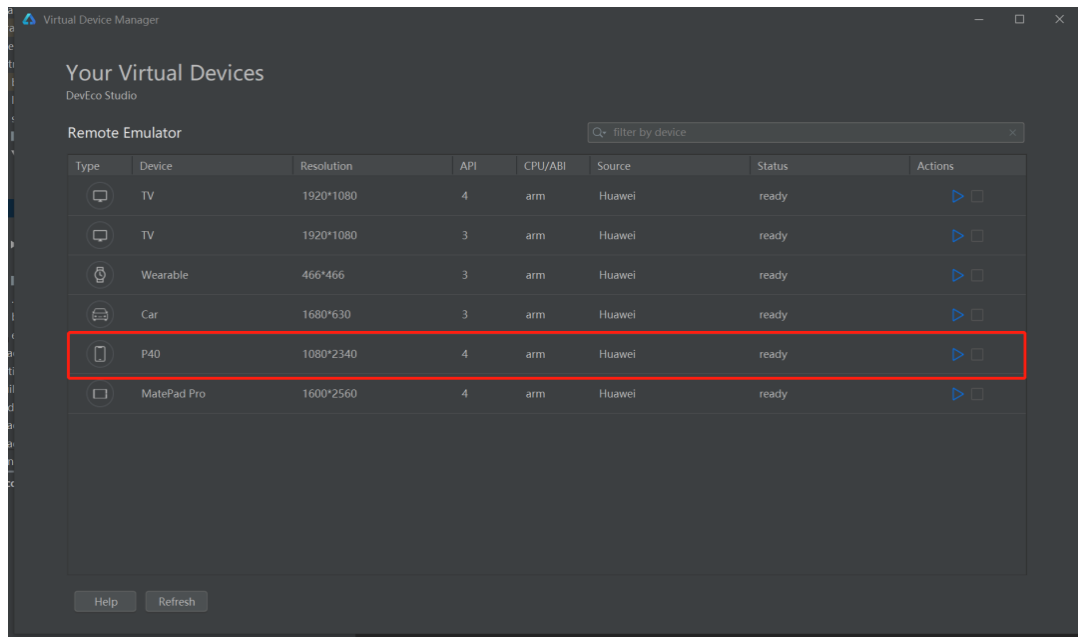 Virtual Device Manager
Your Virtual Devices
DevEco Studio
Remote Emulator
filter by device
Type Device Resolution API CPU/ABI Source Status Actions
TV 1920*1080 4 arm Huawei ready
TV 1920*1080 3 arm Huawei ready
Wearable 466*466 3 arm Huawei ready
Car 1680*630 3 arm Huawei ready
P40 1080*2340 4 arm Huawei ready
MatePad Pro 1600*2560 4 arm Huawei ready
Help Refresh